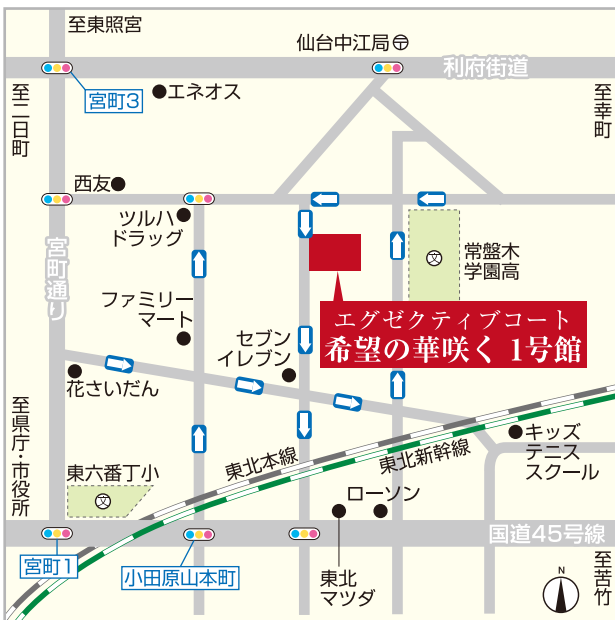 至東照宮
仙台中江局
利府街道
宮町3
エネオス
至二日町
至幸町
西友
ツルハ
ドラッグ
宮町通り
文
常盤木
学園高
ファミリー
マート
エグゼクティブコート
希望の華咲く 1号館
セブン
イレブン
花さいだん
至県庁・市役所
キッズ
テニス
スクール
東北本線
東北新幹線
東六番丁小
文
ローソン
国道45号線
宮町1
小田原山本町
東北
マツダ
至苦竹
N